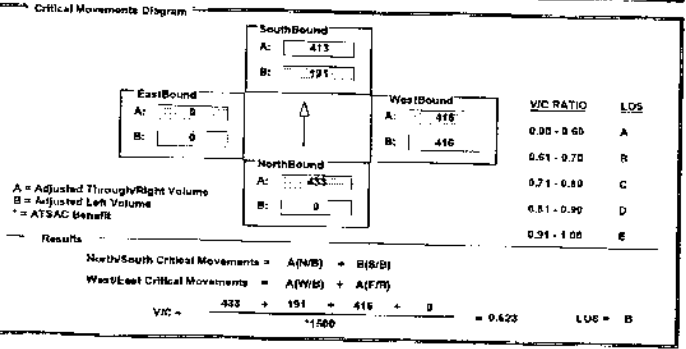 Critical Movements Diagram
SouthBound
A: 413
B: 191
EastBound
A: 0
B: 0
WestBound
A: 416
B: 416
NorthBound
A: 433
B: 0
V/C RATIO LOS
0.00 - 0.60 A
0.61 - 0.70 B
0.71 - 0.80 C
0.81 - 0.90 D
0.91 - 1.00 E
A = Adjusted Through/Right Volume
B = Adjusted Left Volume
* = ATSAC Benefit
Results
North/South Critical Movements = A(N/B) + B(S/B)
West/East Critical Movements = A(W/B) + A(E/B)
V/C = 433 + 191 + 416 + 0 = 0.623 LOS = B
*1500